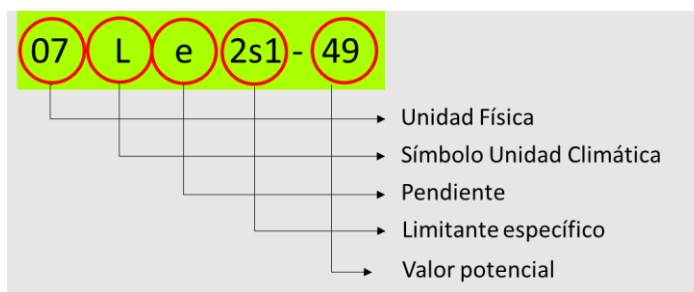 07 L e 2s1 - 49
Unidad Física
Símbolo Unidad Climática
Pendiente
Limitante específico
Valor potencial